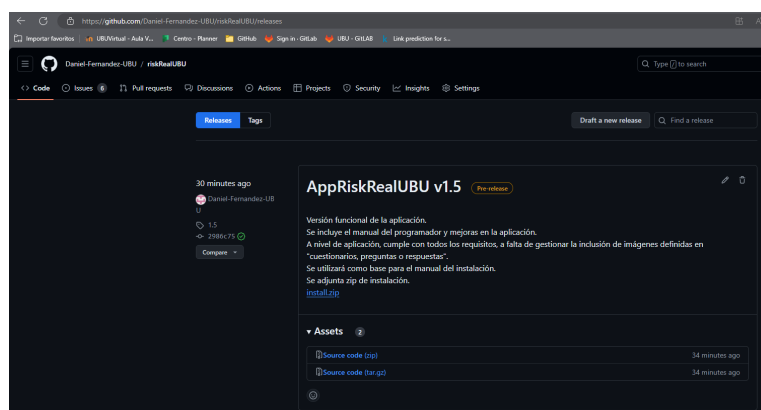 https://github.com/Daniel-Fernandez-UBU/riskRealUBU/releases
Importar favoritos UBUVirtual - Aula V... Centro - Planner GitHub Sign in · GitLab UBU - GitLAB Link prediction for s...
Daniel-Fernandez-UBU / riskRealUBU Type / to search
Code Issues 6 Pull requests Discussions Actions Projects Security Insights Settings
Releases Tags Draft a new release Find a release
30 minutes ago
Daniel-Fernandez-UB
U
1.5
2986c75
Compare
AppRiskRealUBU v1.5 Pre-release
Versión funcional de la aplicación.
Se incluye el manual del programador y mejoras en la aplicación.
A nivel de aplicación, cumple con todos los requisitos, a falta de gestionar la inclusión de imágenes definidas en
"cuestionarios, preguntas o respuestas".
Se utilizará como base para el manual del instalación.
Se adjunta zip de instalación.
install.zip
Assets 2
Source code (zip) 34 minutes ago
Source code (tar.gz) 34 minutes ago